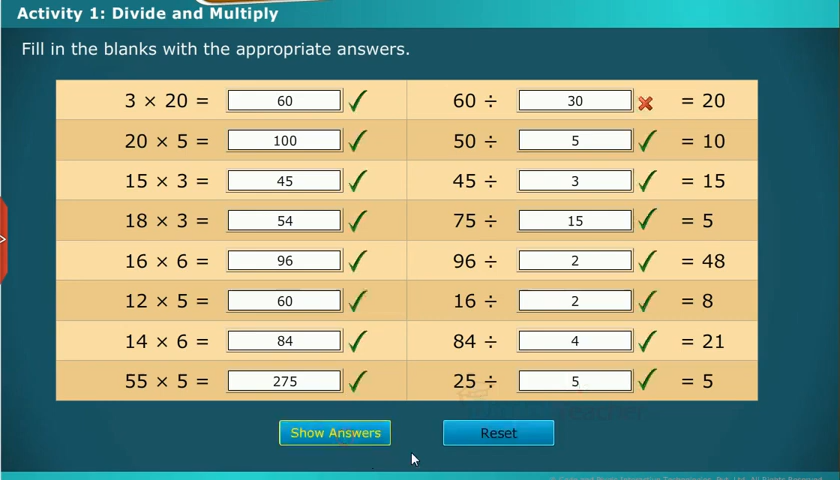 Activity 1: Divide and Multiply
Fill in the blanks with the appropriate answers.
3 × 20 = 60 60 ÷ 30 = 20
20 × 5 = 100 50 ÷ 5 = 10
15 × 3 = 45 45 ÷ 3 = 15
18 × 3 = 54 75 ÷ 15 = 5
16 × 6 = 96 96 ÷ 2 = 48
12 × 5 = 60 16 ÷ 2 = 8
14 × 6 = 84 84 ÷ 4 = 21
55 × 5 = 275 25 ÷ 5 = 5
Show Answers Reset